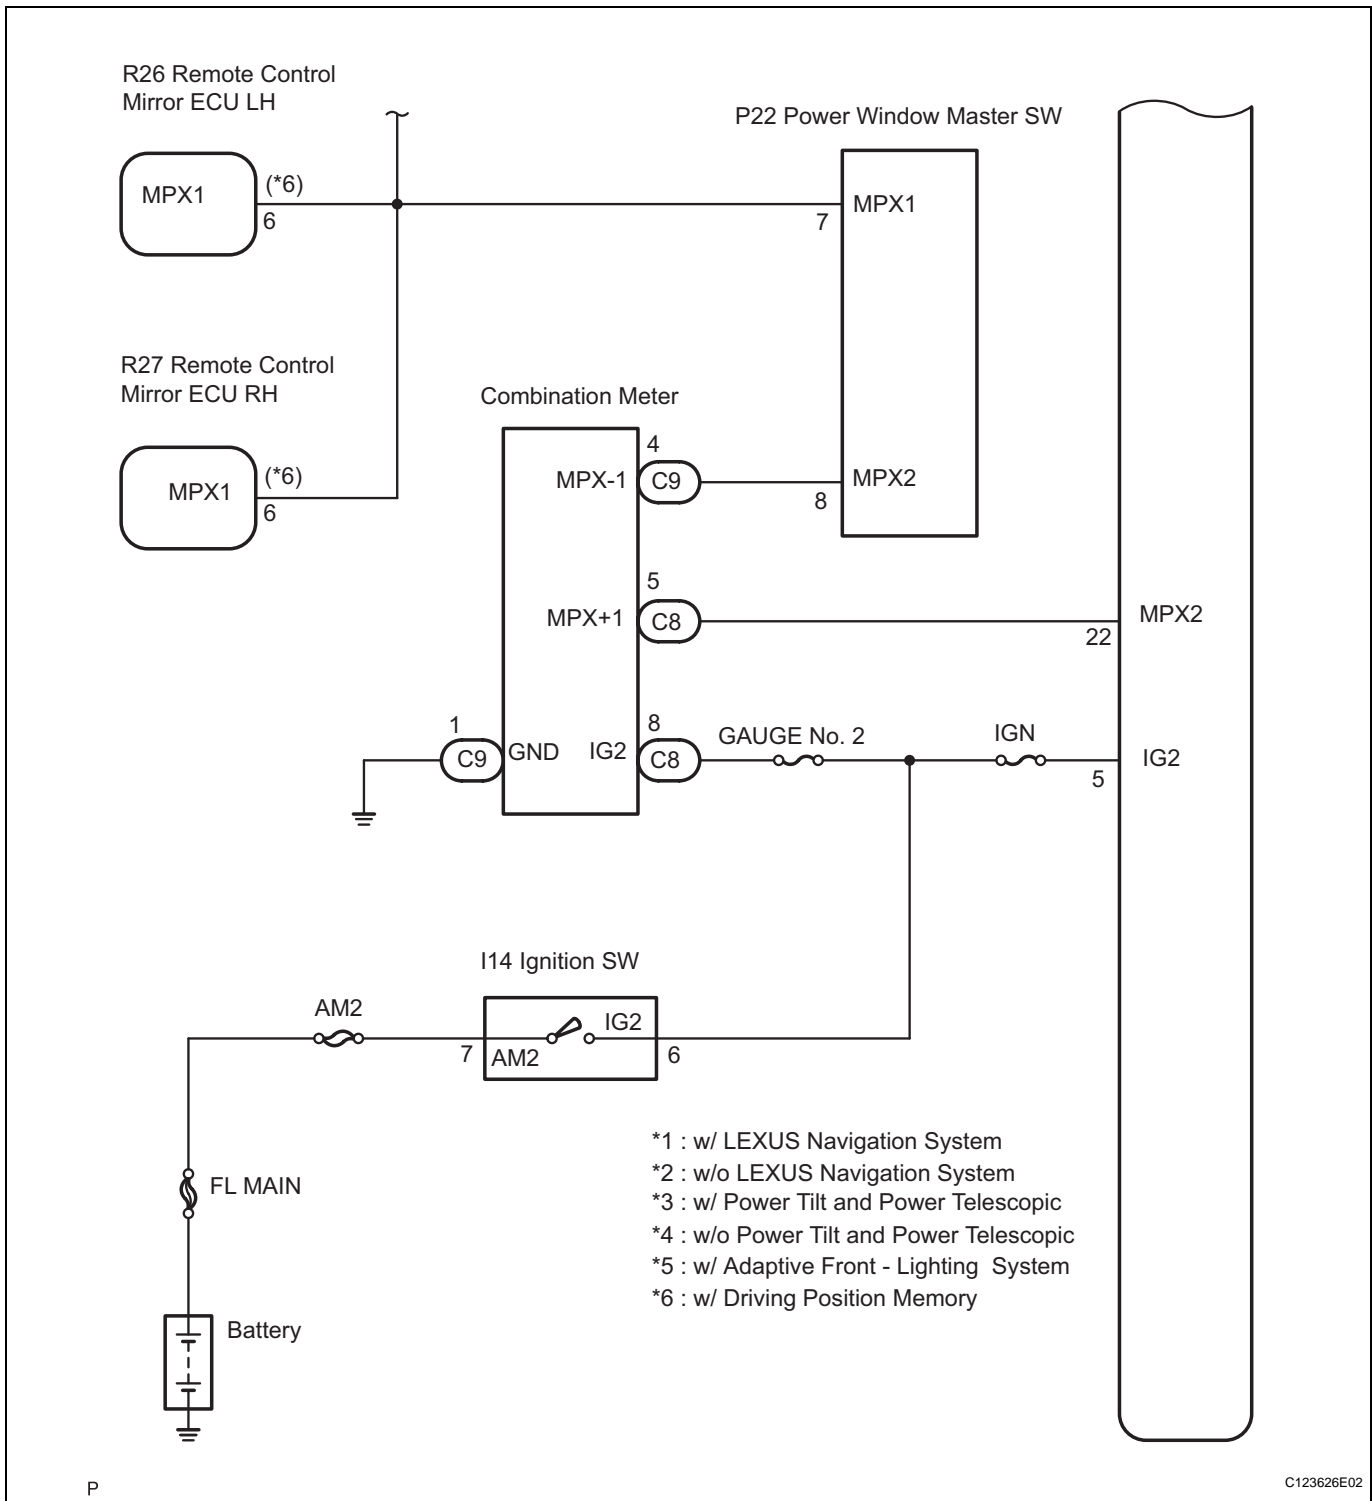 R26 Remote Control
Mirror ECU LH
P22 Power Window Master SW
MPX1
(*6)
6
7
MPX1
R27 Remote Control
Mirror ECU RH
Combination Meter
MPX1
(*6)
6
MPX-1
4
C9
8
MPX2
MPX+1
5
C8
22
MPX2
1
C9
GND
IG2
8
C8
GAUGE No. 2
IGN
5
IG2
I14 Ignition SW
AM2
7
AM2
IG2
6
*1 : w/ LEXUS Navigation System
*2 : w/o LEXUS Navigation System
*3 : w/ Power Tilt and Power Telescopic
*4 : w/o Power Tilt and Power Telescopic
*5 : w/ Adaptive Front - Lighting System
*6 : w/ Driving Position Memory
FL MAIN
Battery
P
C123626E02